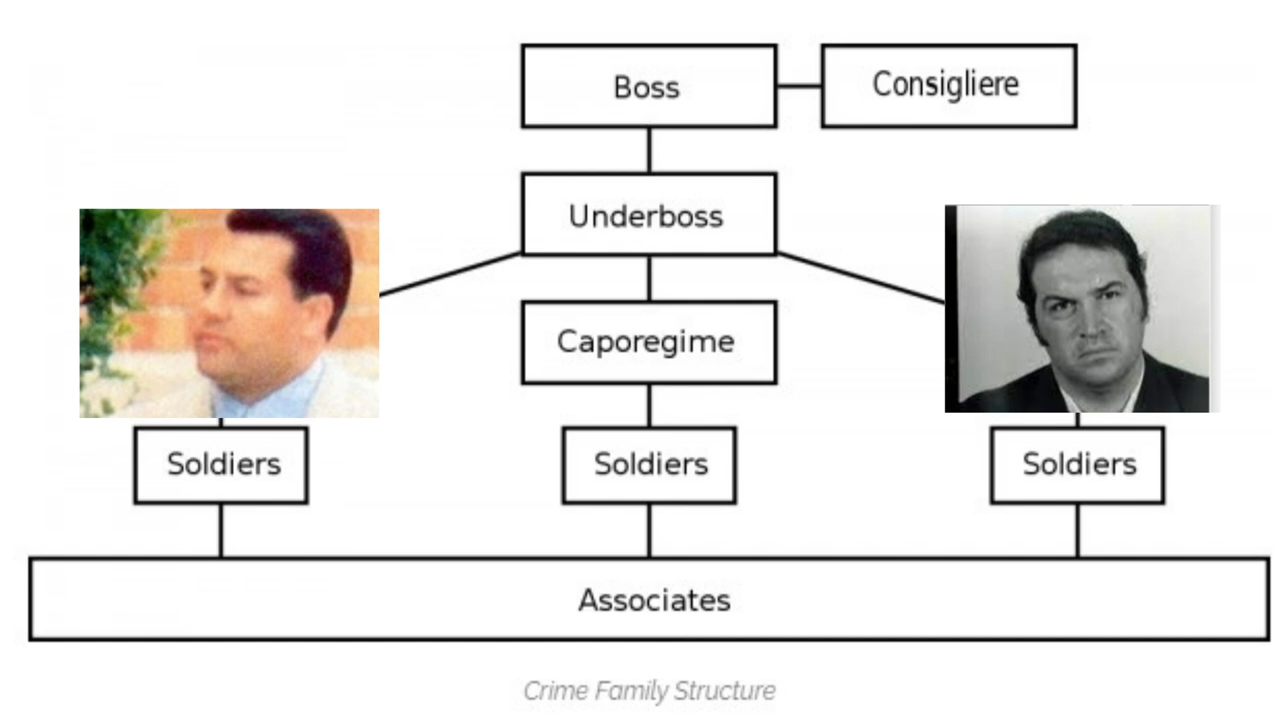 Boss
Consigliere
Underboss
Caporegime
Soldiers
Soldiers
Soldiers
Associates
Crime Family Structure